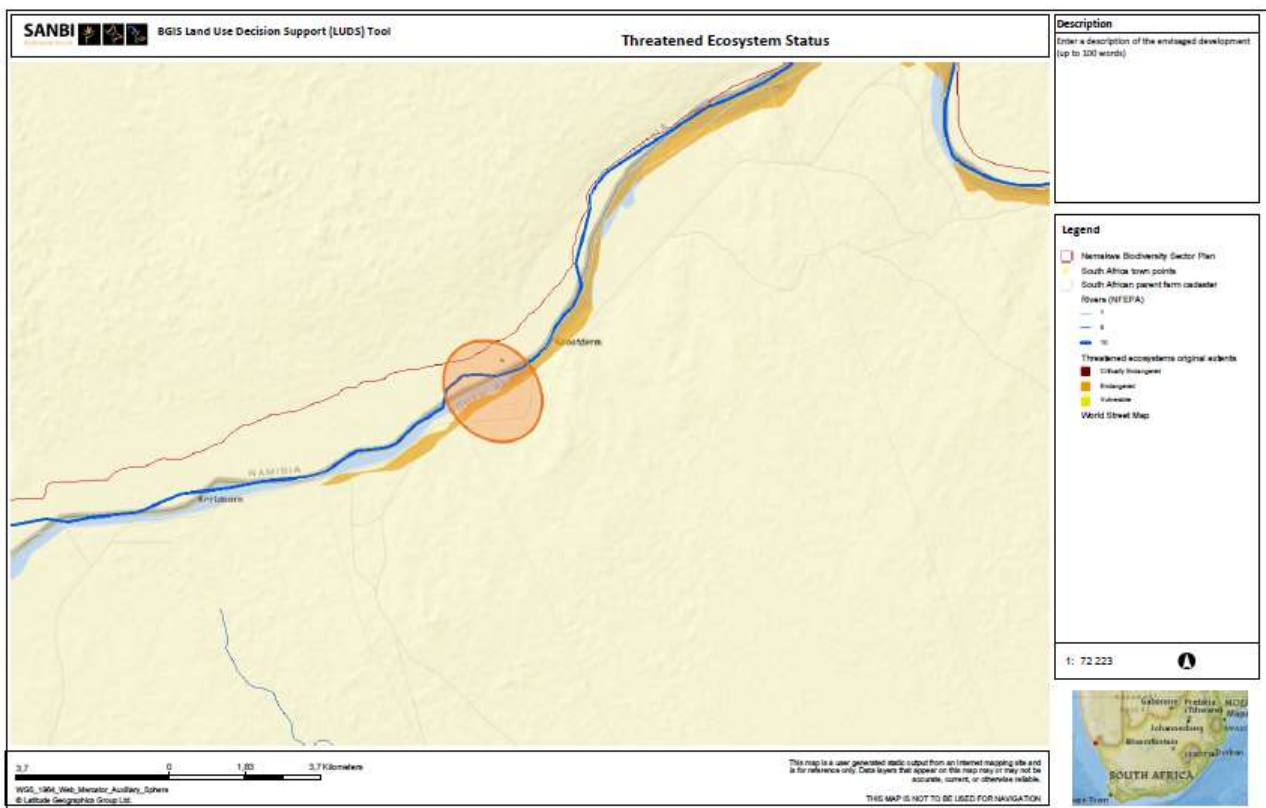 SANBI
BGIS Land Use Decision Support (LUDS) Tool
Threatened Ecosystem Status
Description
Enter a description of the envisaged development
(up to 100 words)
NAMIBIA
Legend
Namakwa Biodiversity Sector Plan
South Africa town points
South African parent farm cadaster
Rivers (NFEPA)
1
Threatened ecosystems original extents
Critically Endangered
Endangered
Vulnerable
World Street Map
1: 72 223
Gaborone
Pretoria
(Tshwane)
Johannesburg
Bloemfontein
Durban
SOUTH AFRICA
3,7
0
1,83
3,7 Kilometers
WGS_1984_Web_Mercator_Auxiliary_Sphere
© Latitude Geographics Group Ltd.
This map is a user generated static output from an Internet mapping site and
is for reference only. Data layers that appear on this map may or may not be
accurate, current, or otherwise reliable.
THIS MAP IS NOT TO BE USED FOR NAVIGATION